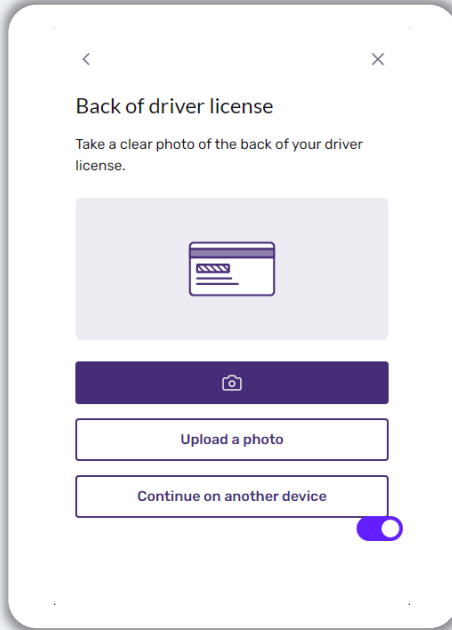 Back of driver license
Take a clear photo of the back of your driver
license.
Upload a photo
Continue on another device